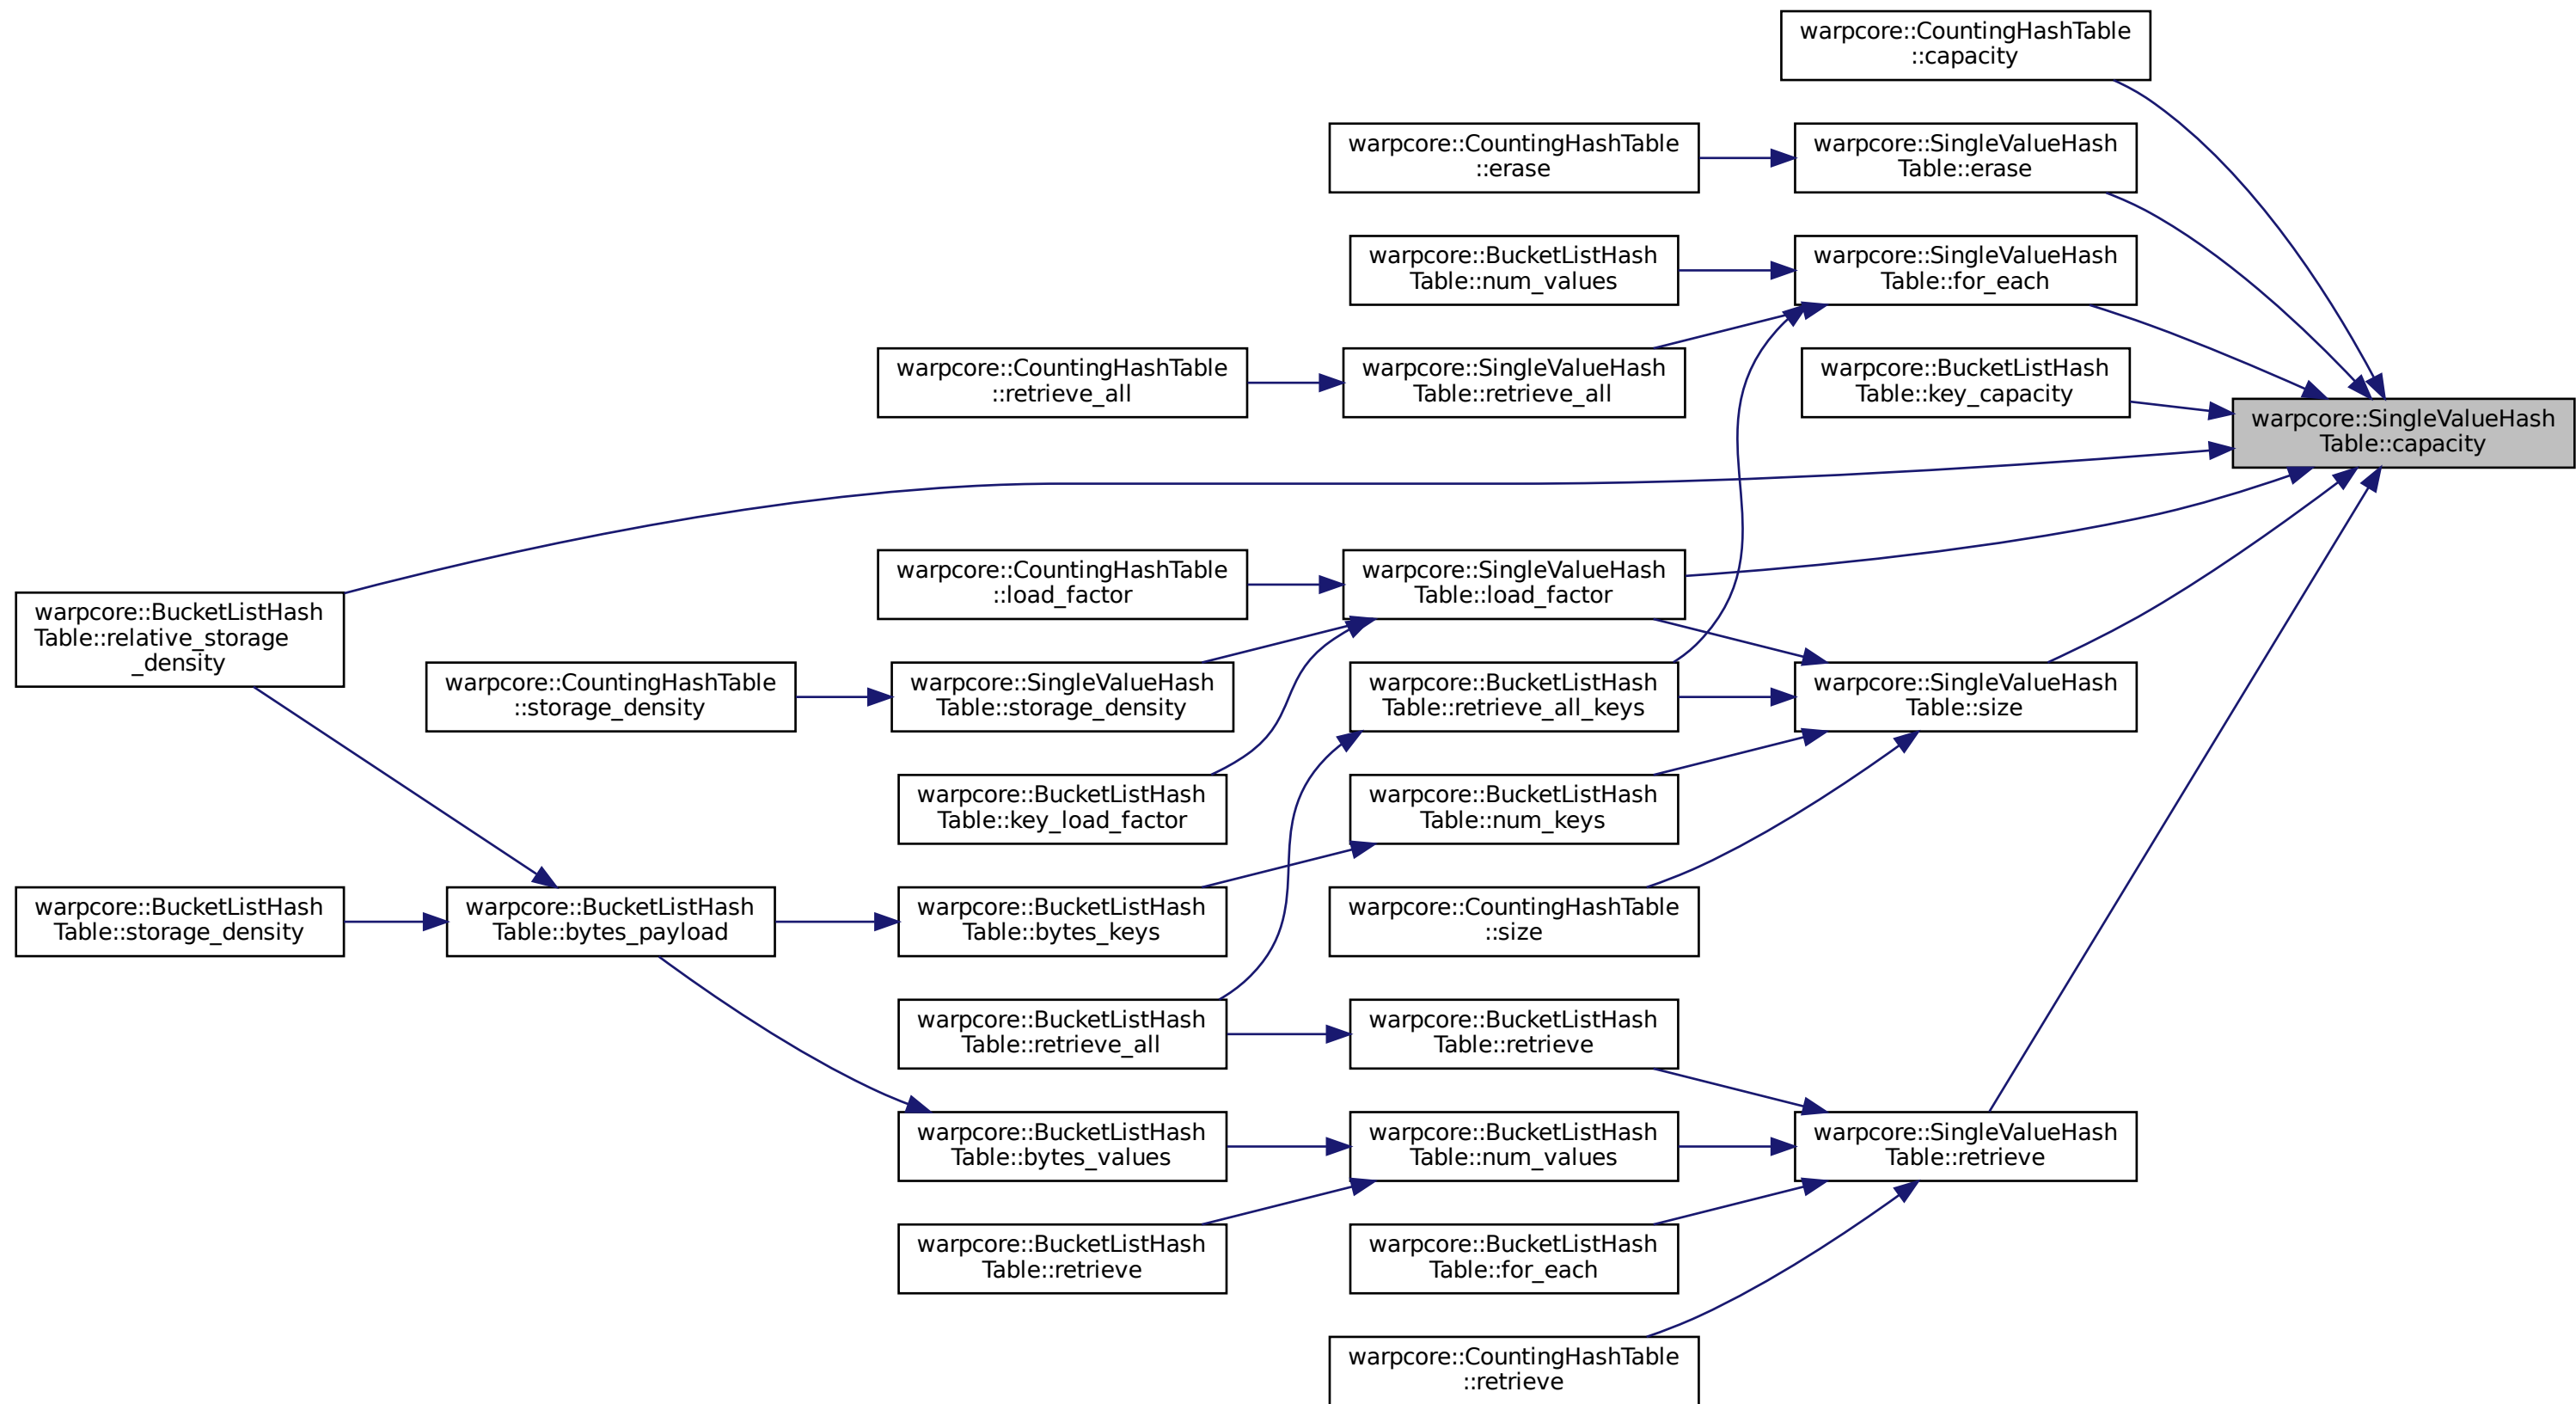 warpcore::CountingHashTable
::capacity
warpcore::CountingHashTable
::erase
warpcore::SingleValueHash
Table::erase
warpcore::BucketListHash
Table::num_values
warpcore::SingleValueHash
Table::for_each
warpcore::CountingHashTable
::retrieve_all
warpcore::SingleValueHash
Table::retrieve_all
warpcore::BucketListHash
Table::key_capacity
warpcore::SingleValueHash
Table::capacity
warpcore::CountingHashTable
::load_factor
warpcore::SingleValueHash
Table::load_factor
warpcore::BucketListHash
Table::relative_storage
_density
warpcore::CountingHashTable
::storage_density
warpcore::SingleValueHash
Table::storage_density
warpcore::BucketListHash
Table::retrieve_all_keys
warpcore::SingleValueHash
Table::size
warpcore::BucketListHash
Table::key_load_factor
warpcore::BucketListHash
Table::num_keys
warpcore::BucketListHash
Table::storage_density
warpcore::BucketListHash
Table::bytes_payload
warpcore::BucketListHash
Table::bytes_keys
warpcore::CountingHashTable
::size
warpcore::BucketListHash
Table::retrieve_all
warpcore::BucketListHash
Table::retrieve
warpcore::BucketListHash
Table::bytes_values
warpcore::BucketListHash
Table::num_values
warpcore::SingleValueHash
Table::retrieve
warpcore::BucketListHash
Table::retrieve
warpcore::BucketListHash
Table::for_each
warpcore::CountingHashTable
::retrieve